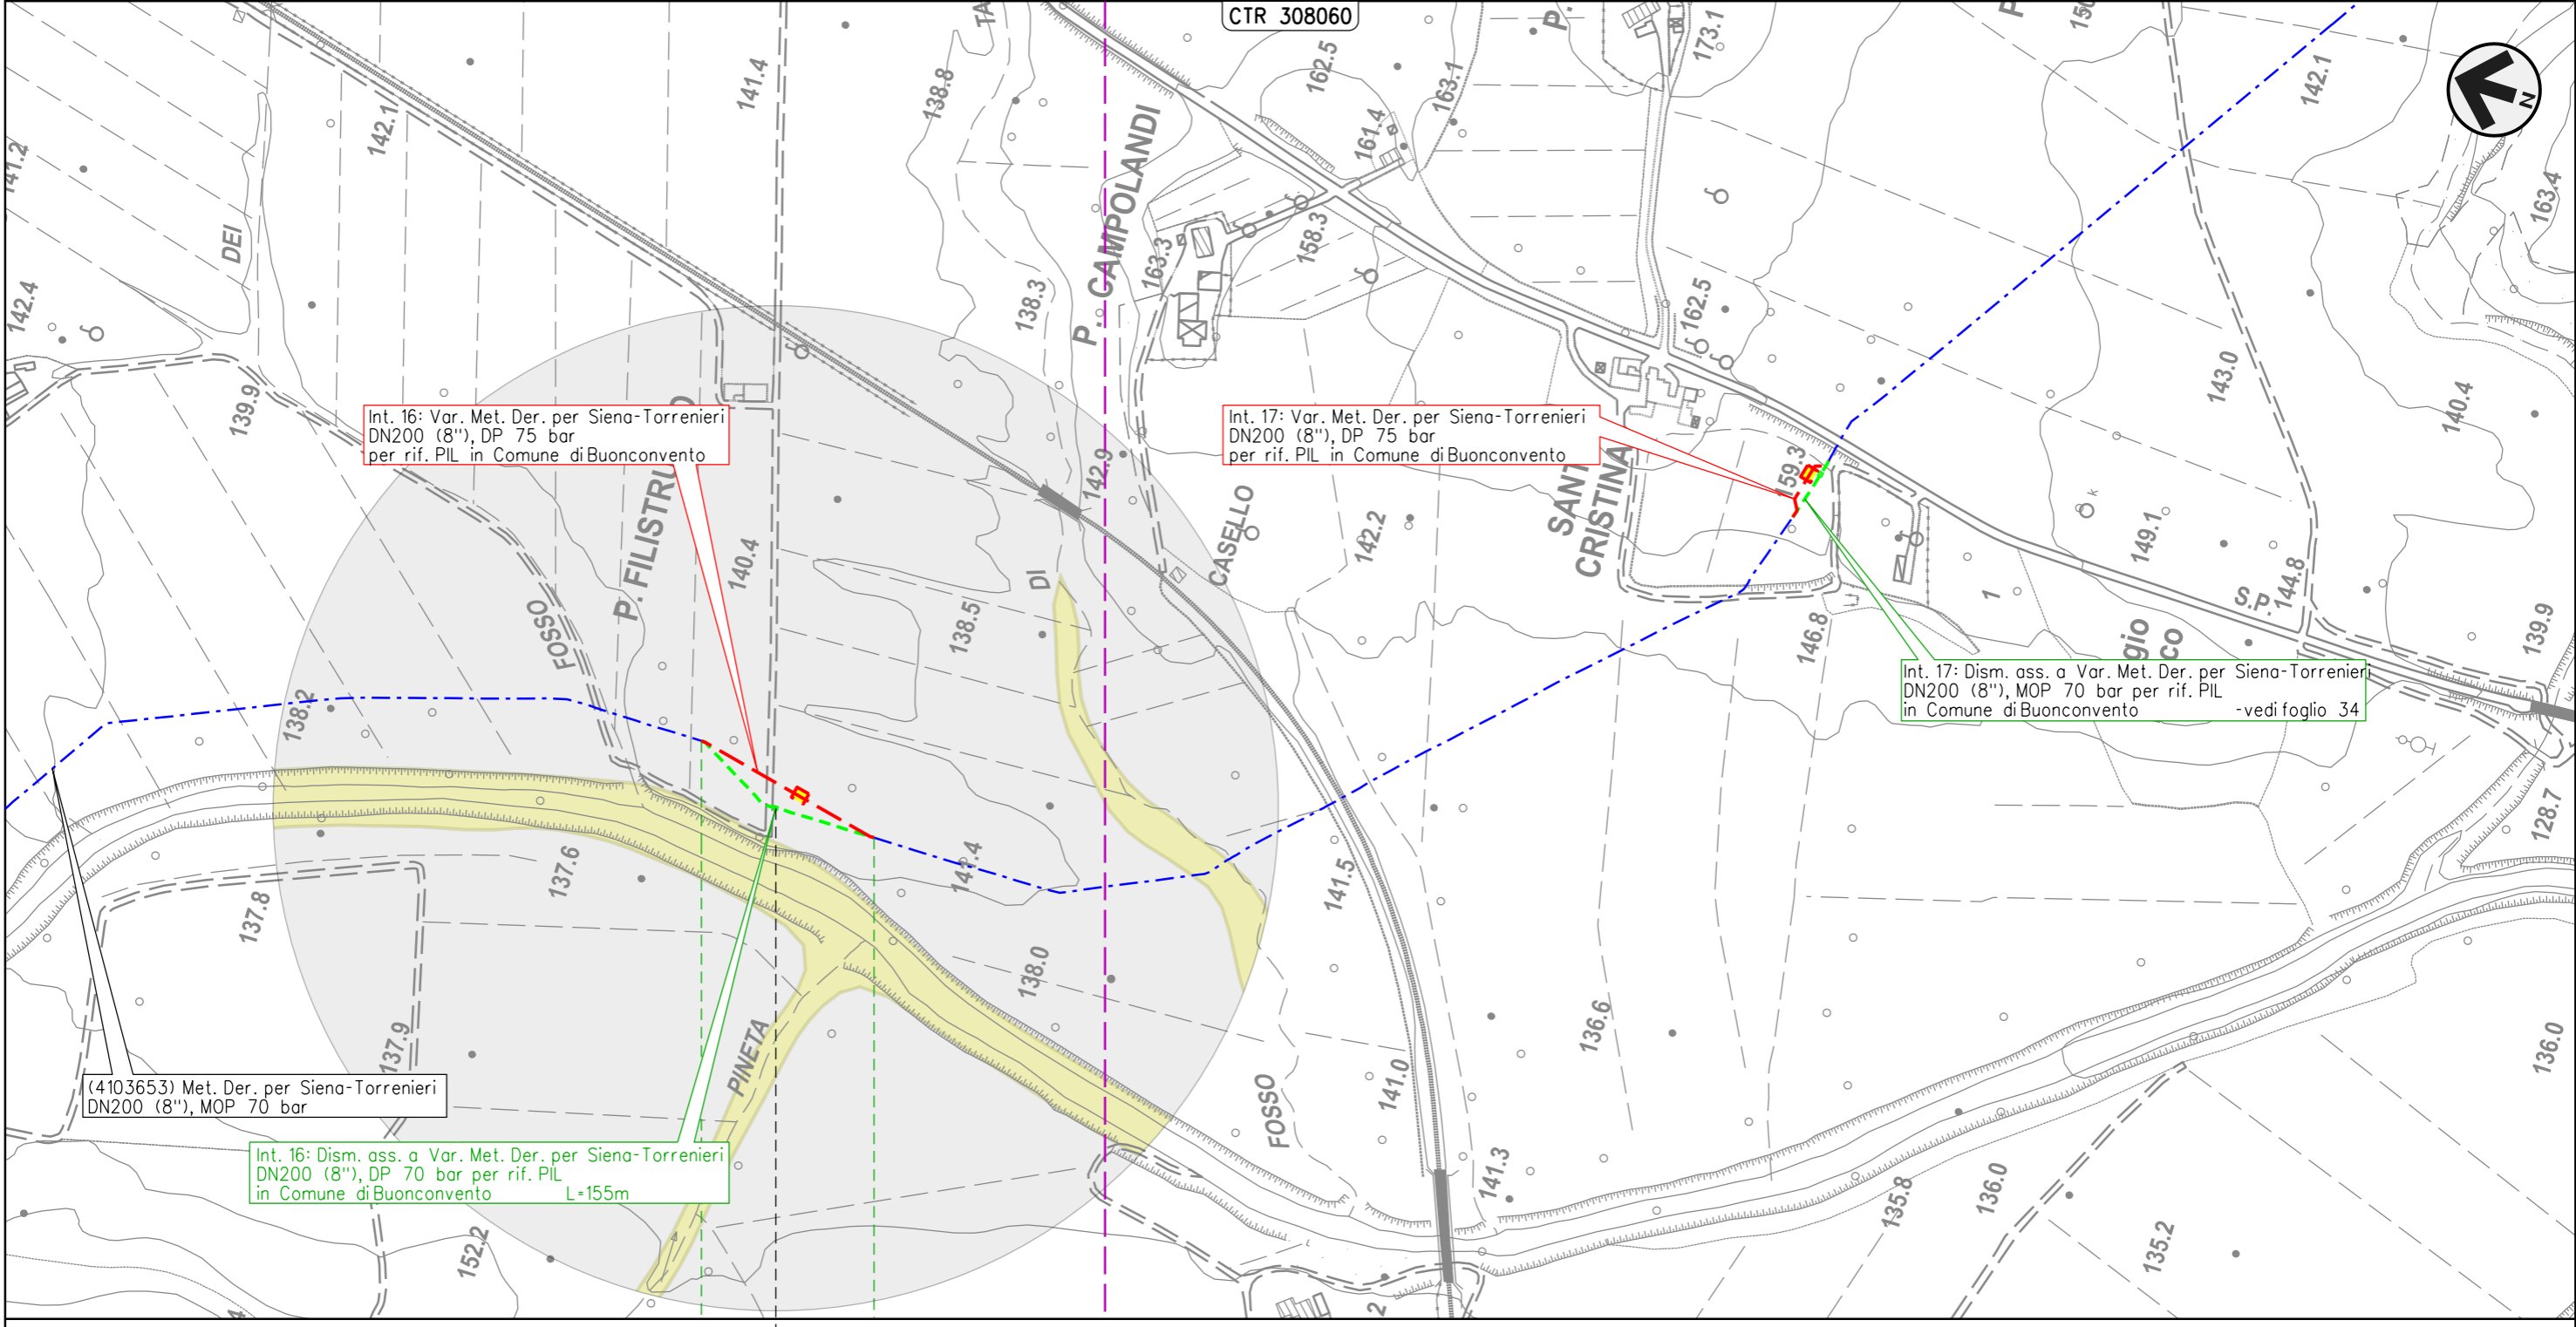 CTR 308060
N
141.2
142.4
142.1
141.4
138.8
138.3
163.3
162.5
163.1
161.4
158.3
173.1
162.5
142.1
163.4
143.0
140.4
139.9
DEI
P. CAMPOLANDI
Int. 16: Var. Met. Der. per Siena-Torrenieri
DN200 (8"), DP 75 bar
per rif. PIL in Comune di Buonconvento
Int. 17: Var. Met. Der. per Siena-Torrenieri
DN200 (8"), DP 75 bar
per rif. PIL in Comune di Buonconvento
P. FILISTRU
FOSSO
140.4
138.5
142.9
DI
CASELLO
142.2
SANT
CRISTINA
159.3
149.1
144.8
S.P.
1
146.8
139.9
gio
co
Int. 17: Dism. ass. a Var. Met. Der. per Siena-Torrenieri
DN200 (8"), MOP 70 bar per rif. PIL
in Comune di Buonconvento -vedi foglio 34
138.2
137.6
137.8
137.9
141.4
138.0
141.5
141.0
136.6
128.7
136.0
PINETA
FOSSO
(4103653) Met. Der. per Siena-Torrenieri
DN200 (8"), MOP 70 bar
Int. 16: Dism. ass. a Var. Met. Der. per Siena-Torrenieri
DN200 (8"), DP 70 bar per rif. PIL
in Comune di Buonconvento L=155m
152.2
141.3
135.8
136.0
135.2
2